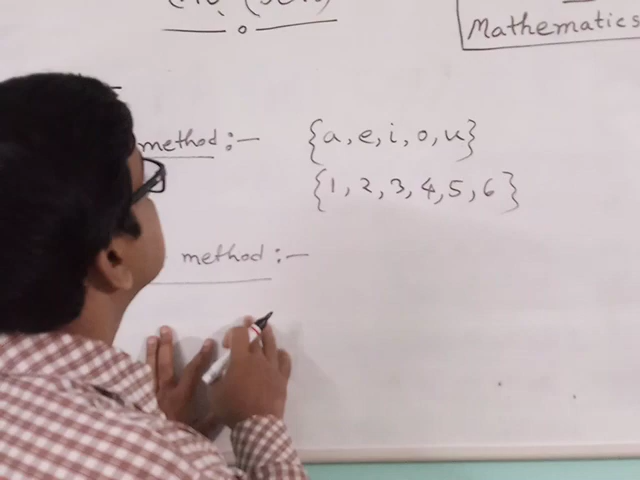 Mathematics
method:—
{a, e, i, o, u}
{1, 2, 3, 4, 5, 6}
method:—